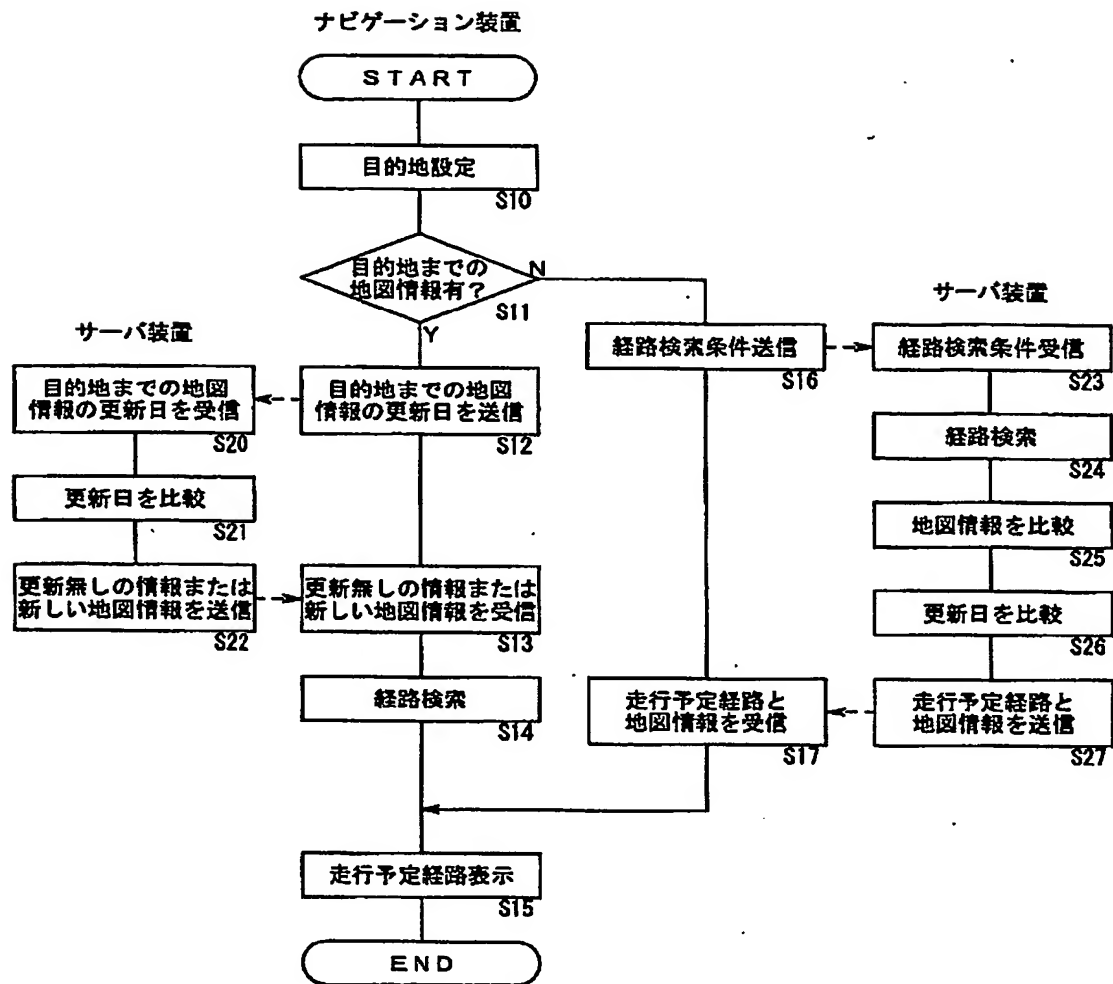 ナビゲーション装置
START
目的地設定
S10
目的地までの
地図情報有?
S11
N
Y
サーバ装置
目的地までの地図
情報の更新日を受信
S20
更新日を比較
S21
更新無しの情報または
新しい地図情報を送信
S22
目的地までの地図
情報の更新日を送信
S12
更新無しの情報または
新しい地図情報を受信
S13
経路検索
S14
走行予定経路表示
S15
END
経路検索条件送信
S16
走行予定経路と
地図情報を受信
S17
サーバ装置
経路検索条件受信
S23
経路検索
S24
地図情報を比較
S25
更新日を比較
S26
走行予定経路と
地図情報を送信
S27